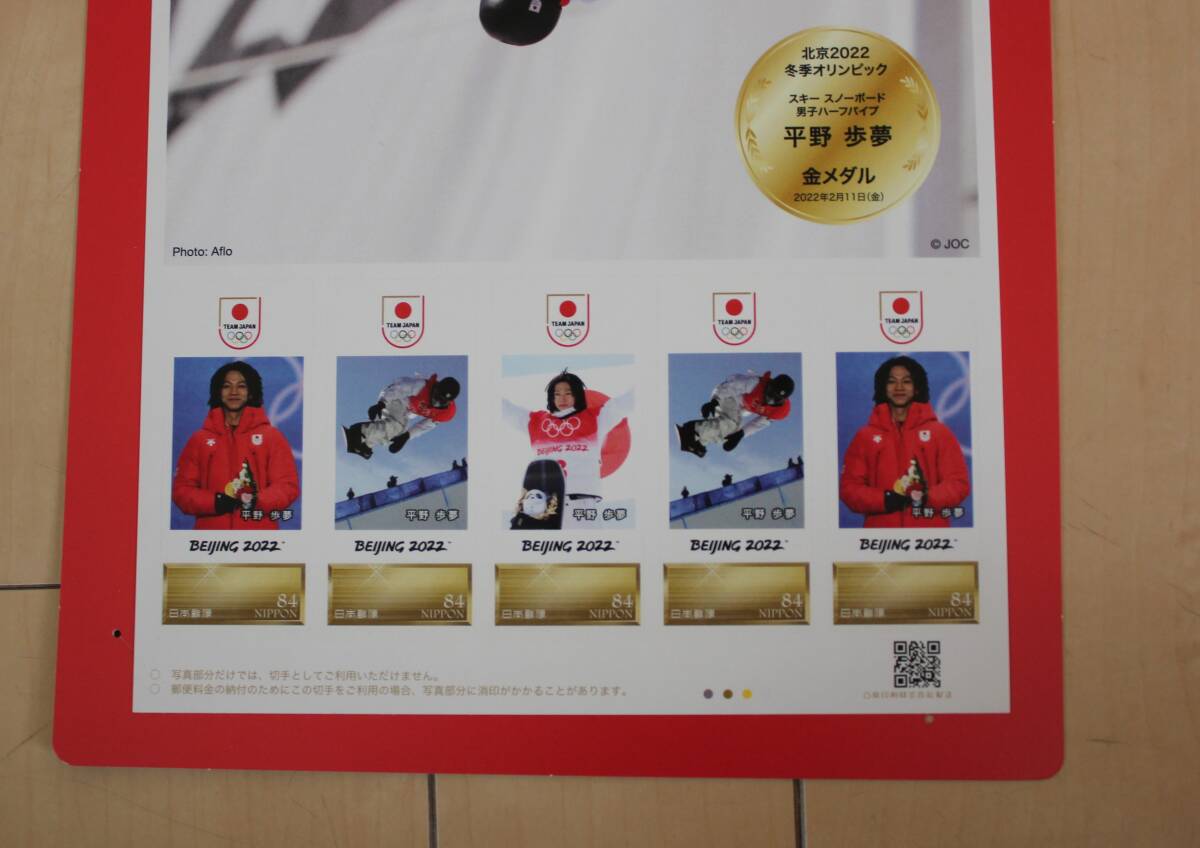 北京2022
冬季オリンピック
スキー スノーボード
男子ハーフパイプ
平野 歩夢
金メダル
2022年2月11日(金)
Photo: Aflo
© JOC
TEAM JAPAN
TEAM JAPAN
TEAM JAPAN
TEAM JAPAN
TEAM JAPAN
BEIJING 2022
平野 歩夢
平野 歩夢
平野 歩夢
平野 歩夢
平野 歩夢
BEIJING 2022™
BEIJING 2022™
BEIJING 2022™
BEIJING 2022™
BEIJING 2022™
日本郵便 84 NIPPON
日本郵便 84 NIPPON
日本郵便 84 NIPPON
日本郵便 84 NIPPON
日本郵便 84 NIPPON
○ 写真部分だけでは、切手としてご利用いただけません。
○ 郵便料金の納付のためにこの切手をご利用の場合、写真部分に消印がかかることがあります。